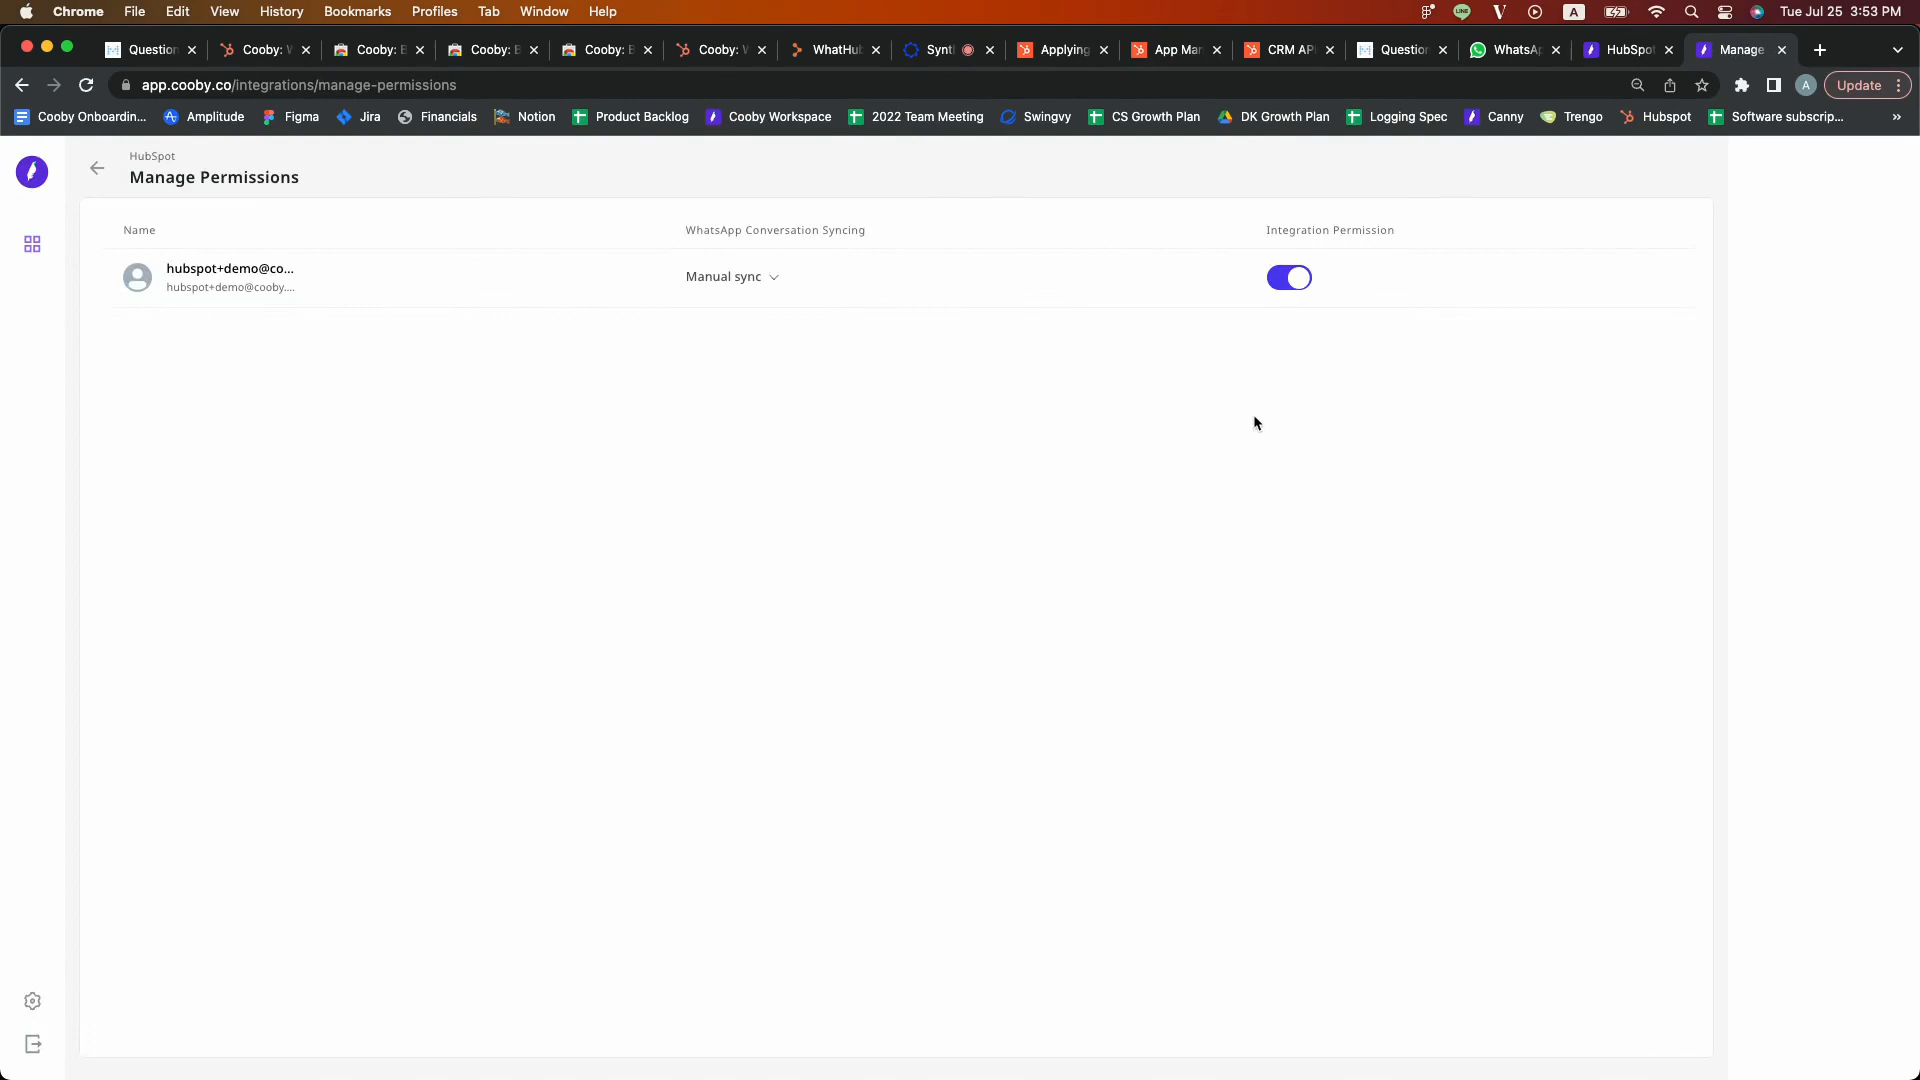 Chrome File Edit View History Bookmarks Profiles Tab Window Help LINE A Tue Jul 25 3:53 PM
Question Cooby: W Cooby: B Cooby: B Cooby: B Cooby: W WhatHub Synth Applying App Mar CRM API Question WhatsA HubSpot Manage
app.cooby.co/integrations/manage-permissions A Update
Cooby Onboardin... Amplitude Figma Jira Financials Notion Product Backlog Cooby Workspace 2022 Team Meeting Swingvy CS Growth Plan DK Growth Plan Logging Spec Canny Trengo Hubspot Software subscrip... »
HubSpot
Manage Permissions
Name WhatsApp Conversation Syncing Integration Permission
hubspot+demo@co...
hubspot+demo@cooby....
Manual sync